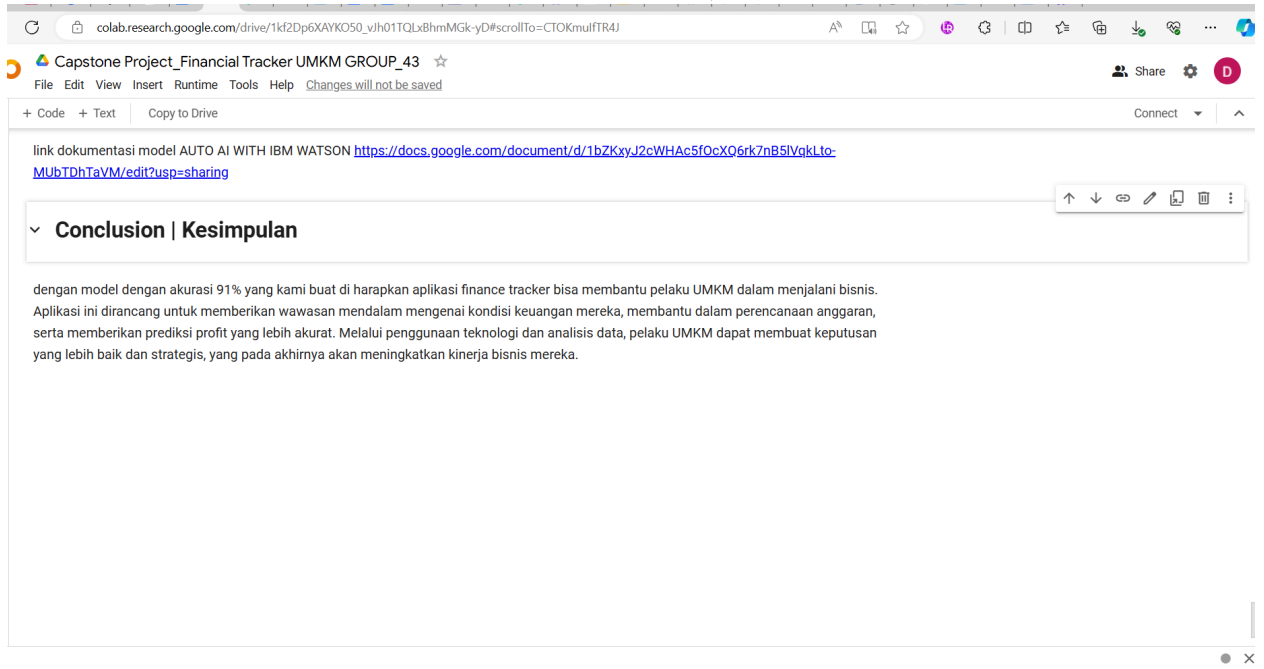 colab.research.google.com/drive/1kf2Dp6XAYKO50_vJh01TQLxBhmMGk-yD#scrollTo=CTOKmulfTR4J
Capstone Project_Financial Tracker UMKM GROUP_43
Share
D
File Edit View Insert Runtime Tools Help Changes will not be saved
+ Code + Text Copy to Drive
Connect
link dokumentasi model AUTO AI WITH IBM WATSON https://docs.google.com/document/d/1bZKxyJ2cWHAc5fOcXQ6rk7nB5lVqkLto-
MUbTDhTaVM/edit?usp=sharing
Conclusion | Kesimpulan
dengan model dengan akurasi 91% yang kami buat di harapkan aplikasi finance tracker bisa membantu pelaku UMKM dalam menjalani bisnis.
Aplikasi ini dirancang untuk memberikan wawasan mendalam mengenai kondisi keuangan mereka, membantu dalam perencanaan anggaran,
serta memberikan prediksi profit yang lebih akurat. Melalui penggunaan teknologi dan analisis data, pelaku UMKM dapat membuat keputusan
yang lebih baik dan strategis, yang pada akhirnya akan meningkatkan kinerja bisnis mereka.